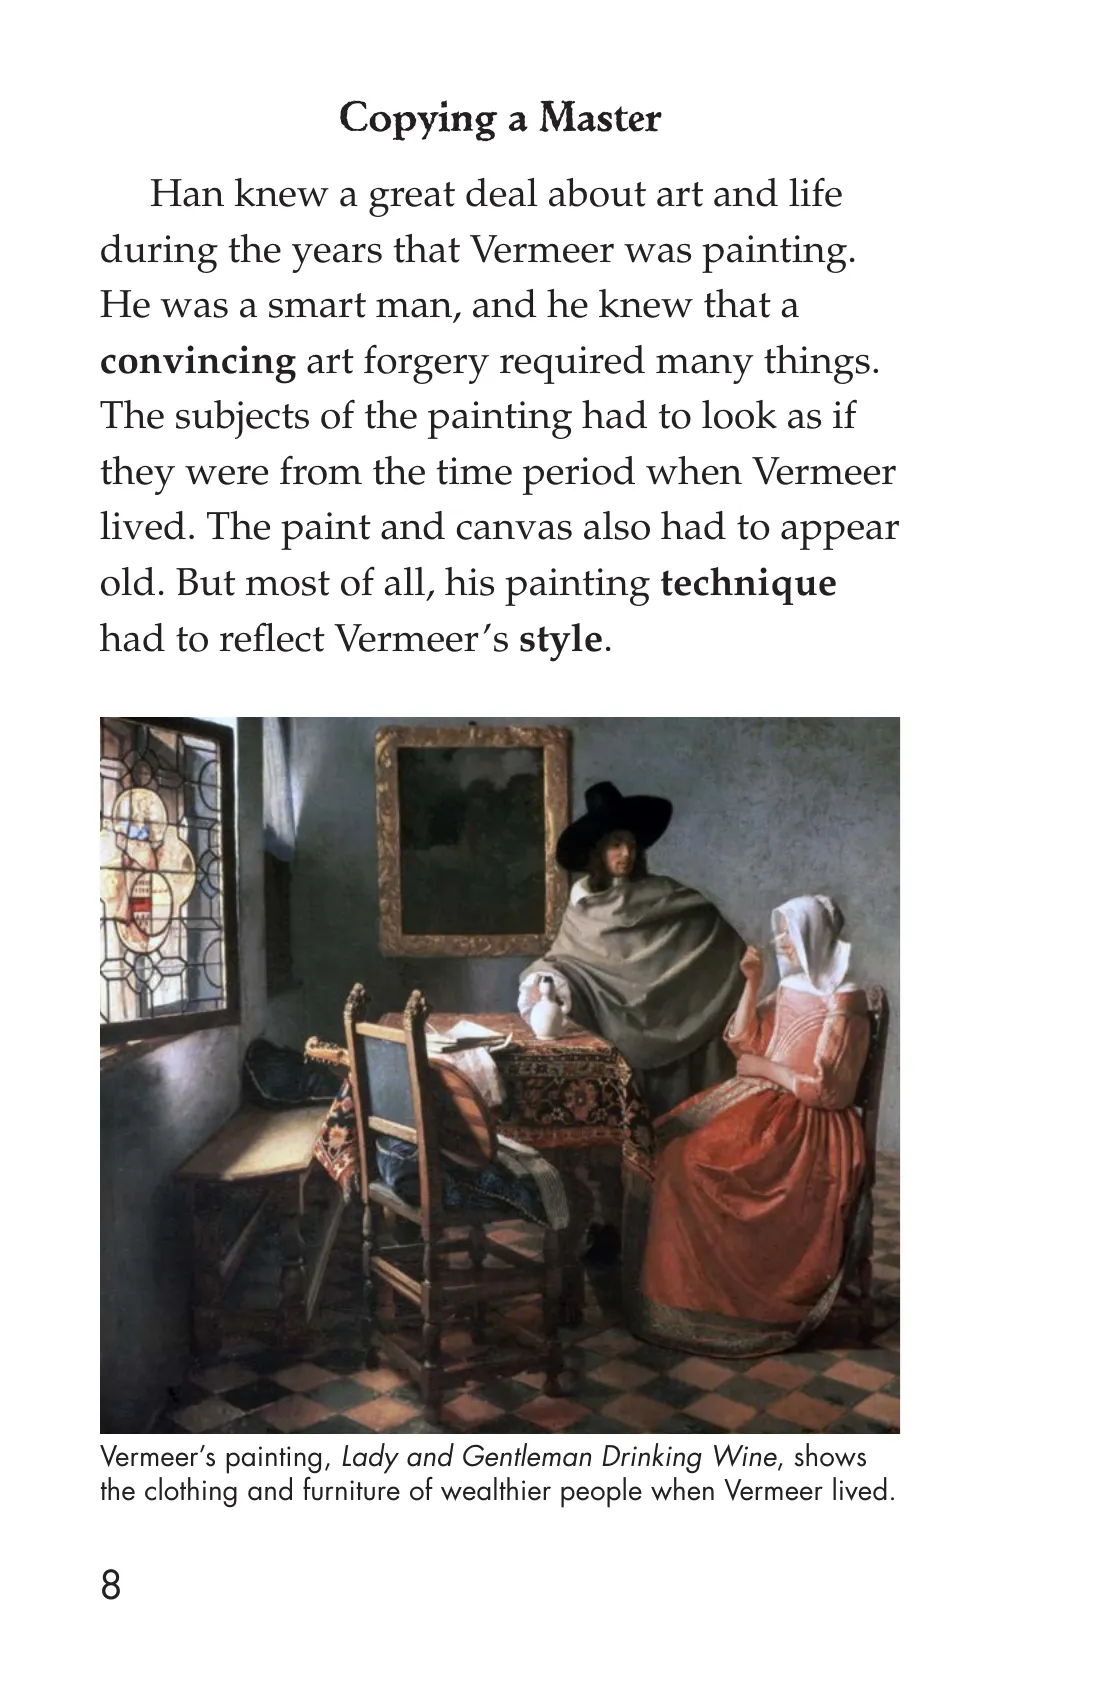 Copying a Master
Han knew a great deal about art and life
during the years that Vermeer was painting.
He was a smart man, and he knew that a
convincing art forgery required many things.
The subjects of the painting had to look as if
they were from the time period when Vermeer
lived. The paint and canvas also had to appear
old. But most of all, his painting technique
had to reflect Vermeer’s style.
Vermeer’s painting, Lady and Gentleman Drinking Wine, shows
the clothing and furniture of wealthier people when Vermeer lived.
8